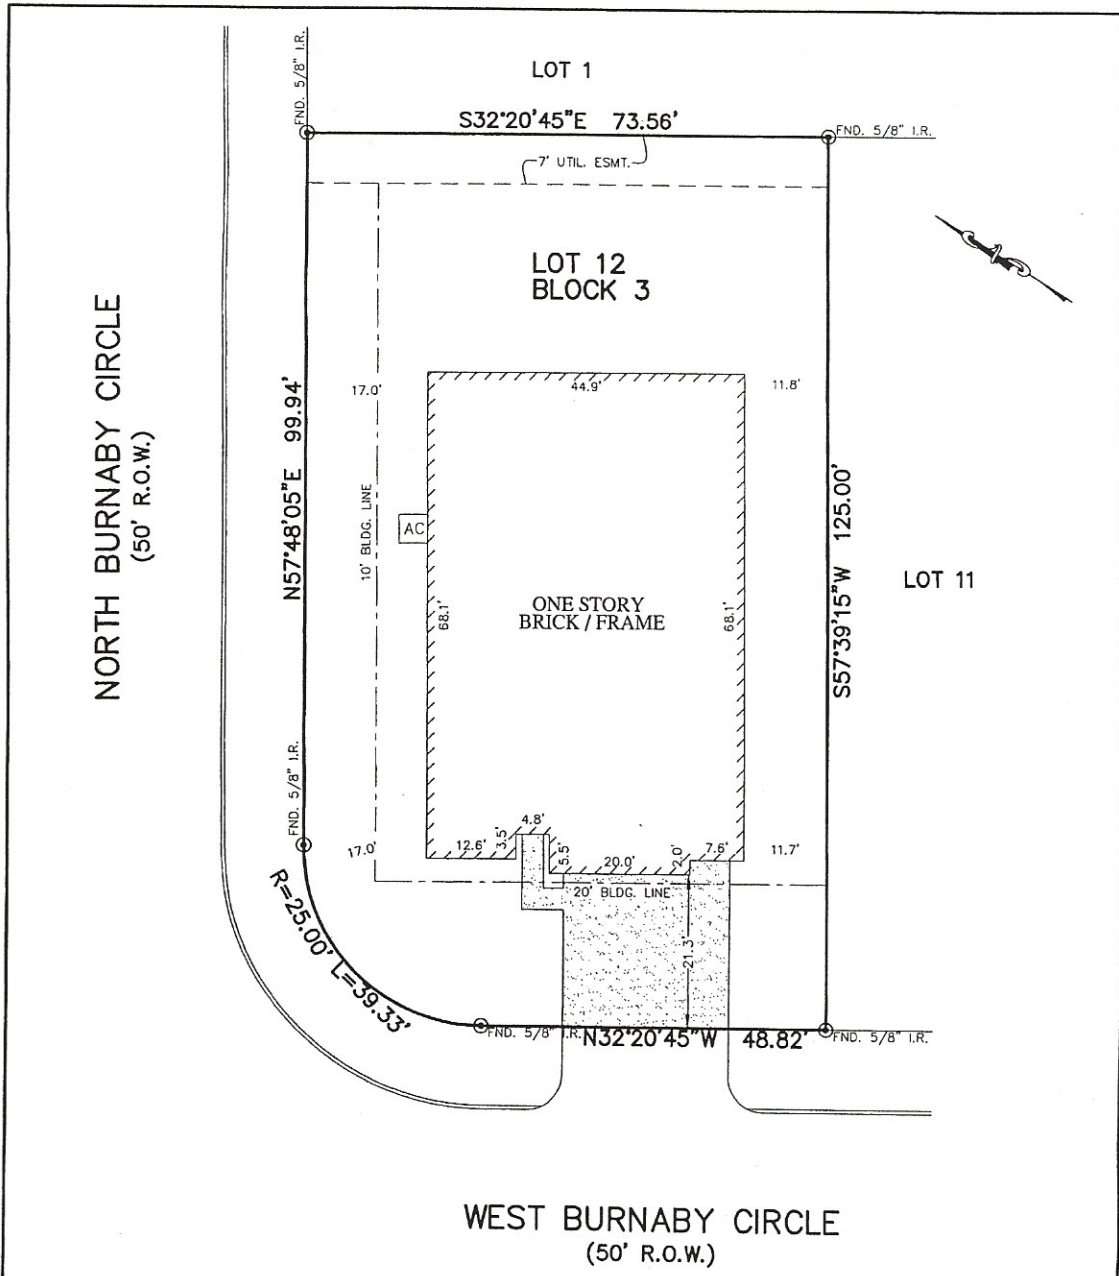 LOT 1
FND. 5/8" I.R.
S32°20'45"E 73.56'
FND. 5/8" I.R.
7' UTIL. ESMT.
LOT 12
BLOCK 3
NORTH BURNABY CIRCLE
(50' R.O.W.)
N57°48'05"E 99.94'
17.0'
44.9'
11.8'
10' BLDG. LINE
AC
68.1'
ONE STORY
BRICK / FRAME
68.1'
S57°39'15"W 125.00'
LOT 11
FND. 5/8" I.R.
17.0'
12.6'
3.5'
4.8'
5.5'
20.0'
2.0'
7.6'
11.7'
20' BLDG. LINE
21.3'
R=25.00' L=39.33'
FND. 5/8" I.R.
N32°20'45"W 48.82'
FND. 5/8" I.R.
WEST BURNABY CIRCLE
(50' R.O.W.)